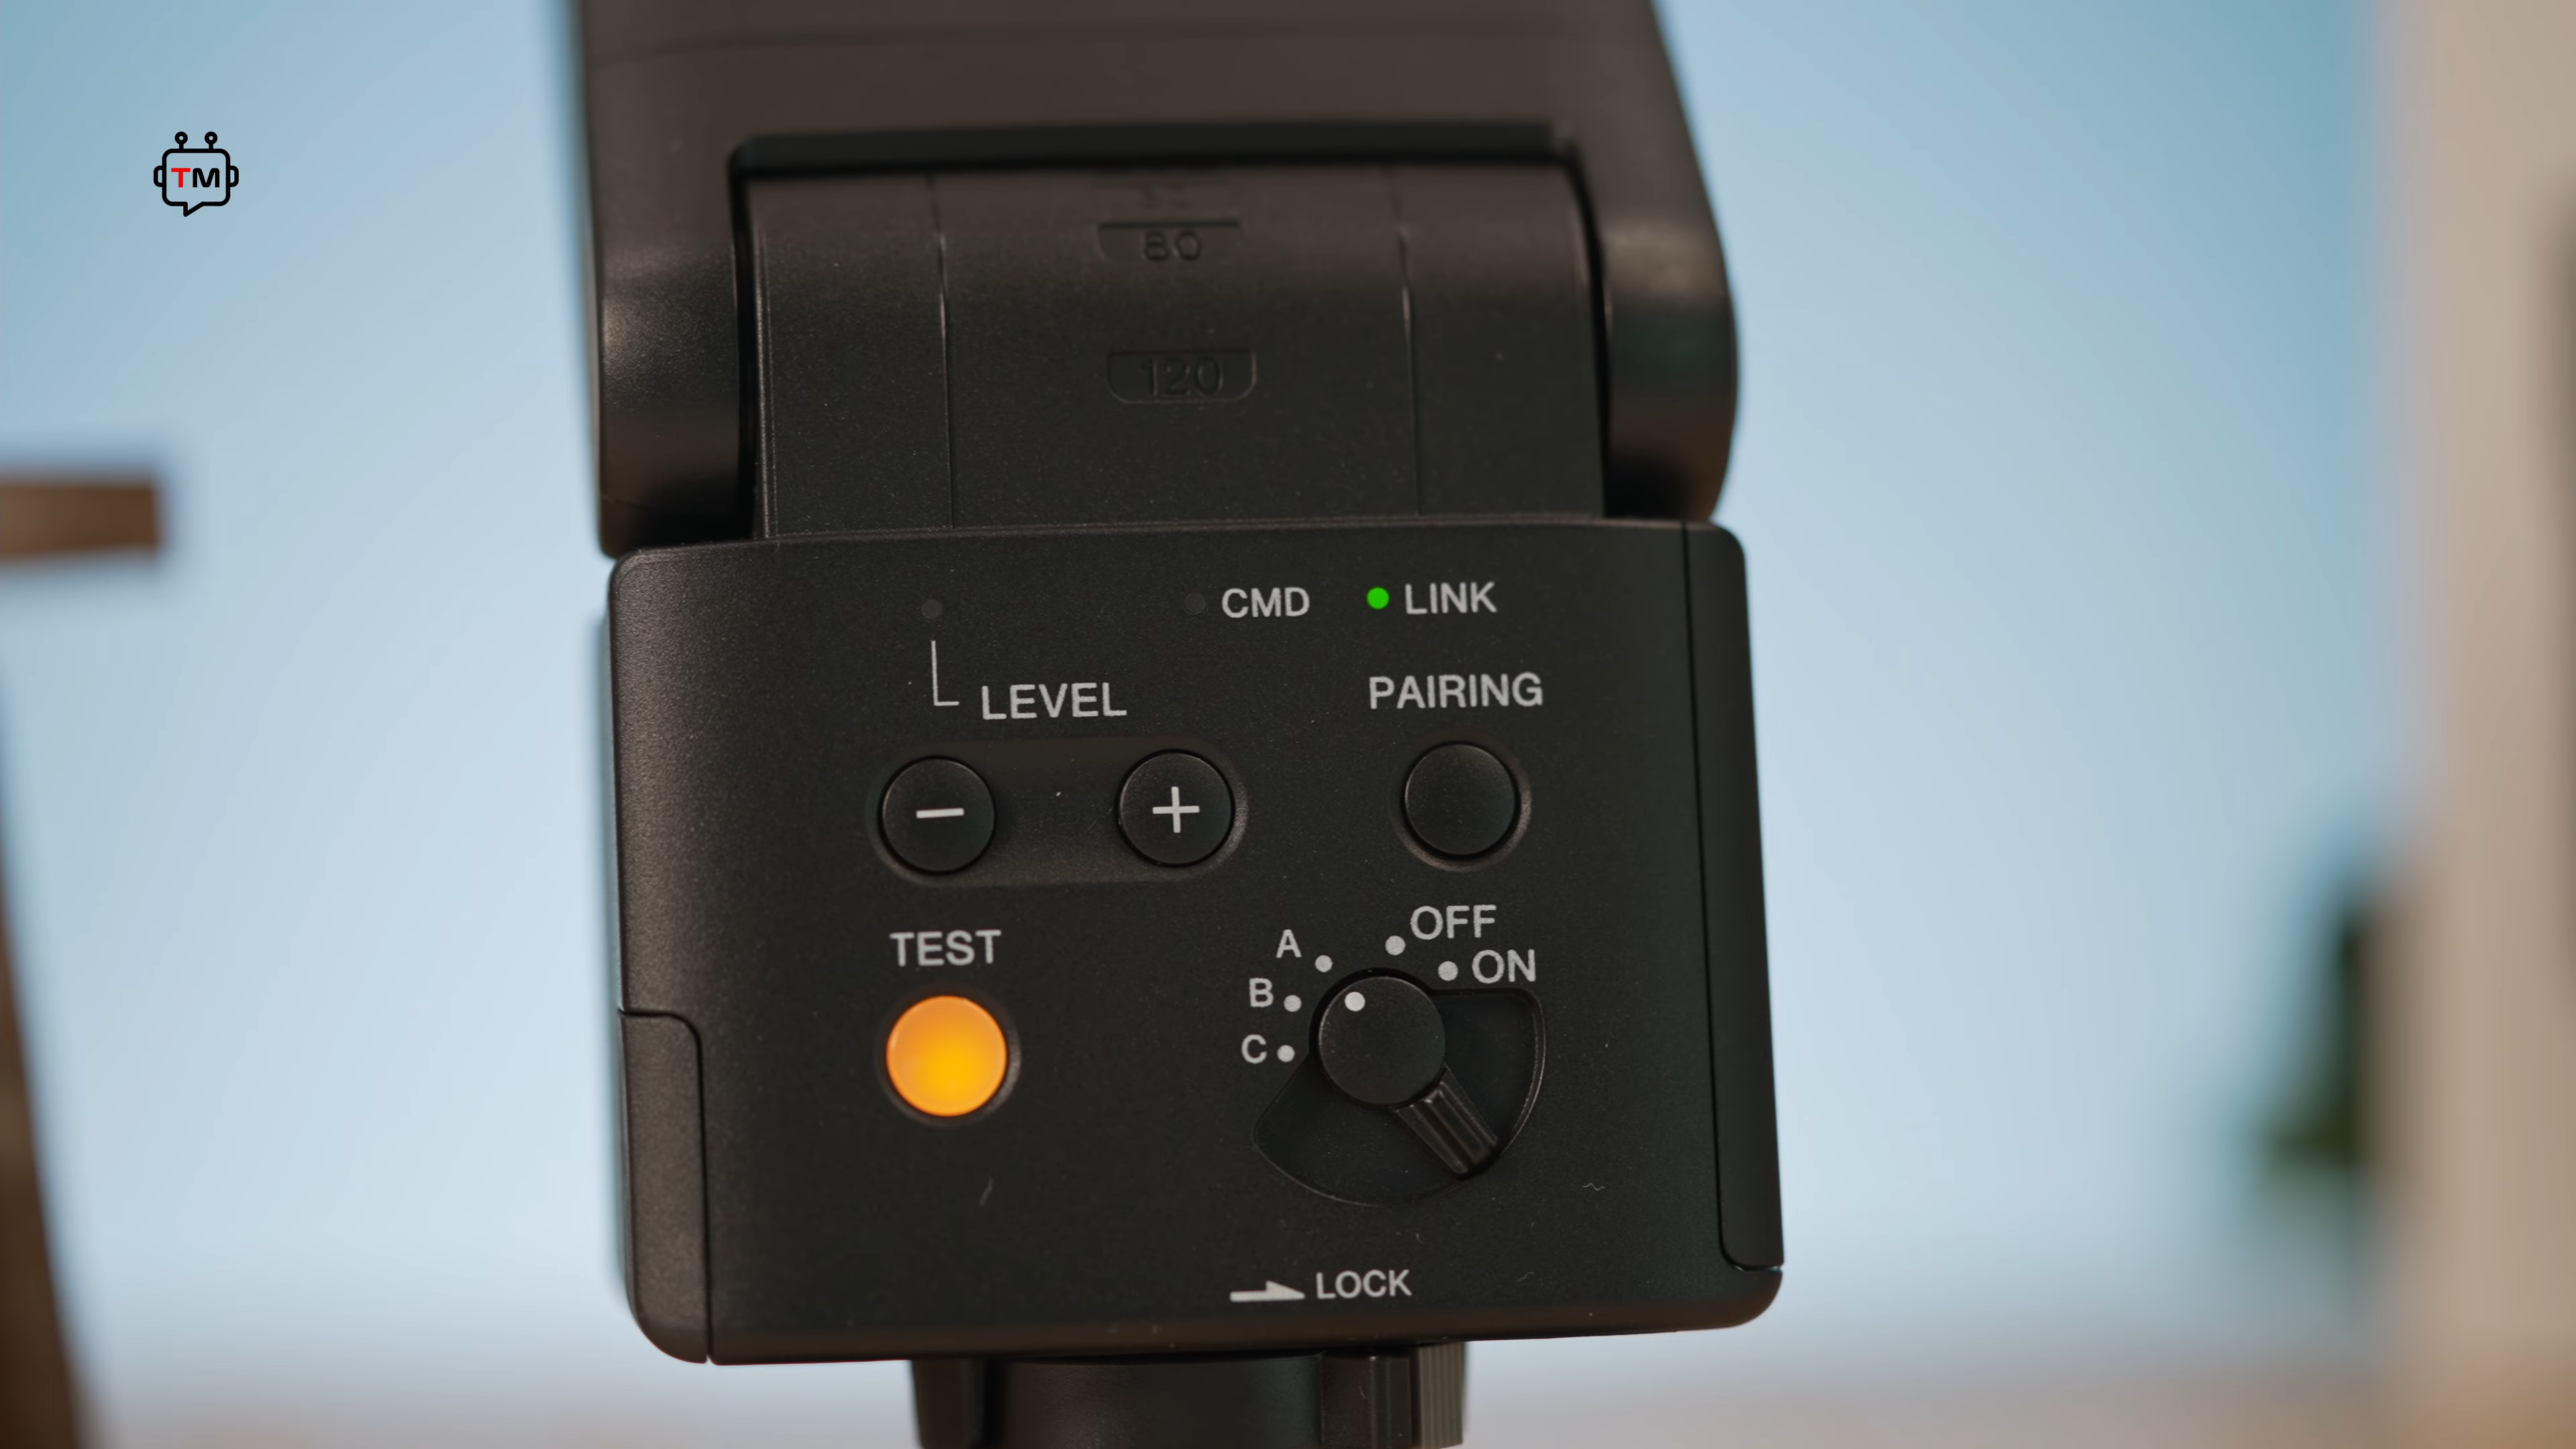 TM
80
120
CMD LINK
LEVEL PAIRING
− +
TEST
OFF
A
ON
B
C
LOCK